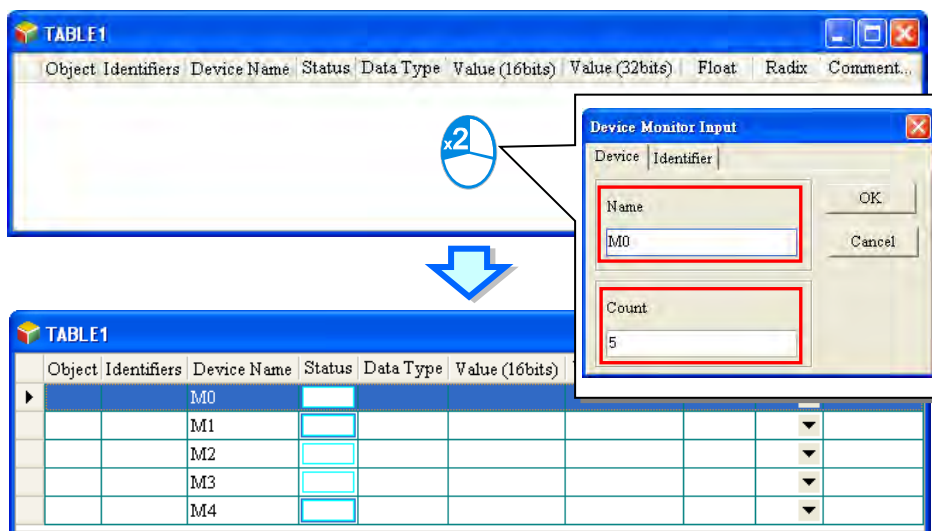 TABLE1
Object Identifiers Device Name Status Data Type Value (16bits) Value (32bits) Float Radix Comment...
x2
Device Monitor Input
Device Identifier
Name
M0
OK
Cancel
Count
5
TABLE1
Object Identifiers Device Name Status Data Type Value (16bits)
M0
M1
M2
M3
M4